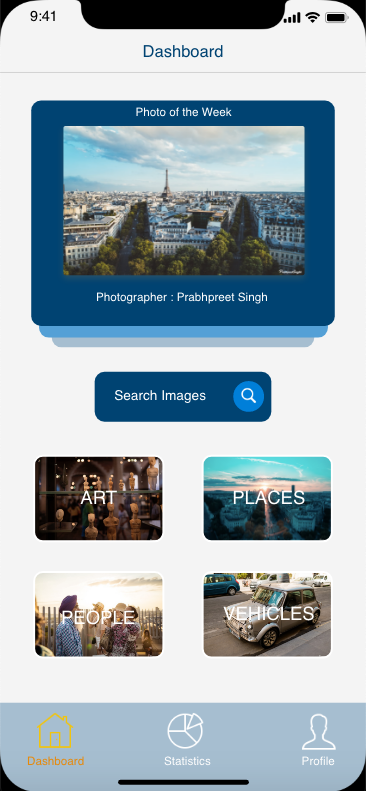 9:41
Dashboard
Photo of the Week
Photographer : Prabhpreet Singh
Search Images
ART
PLACES
PEOPLE
VEHICLES
Dashboard
Statistics
Profile